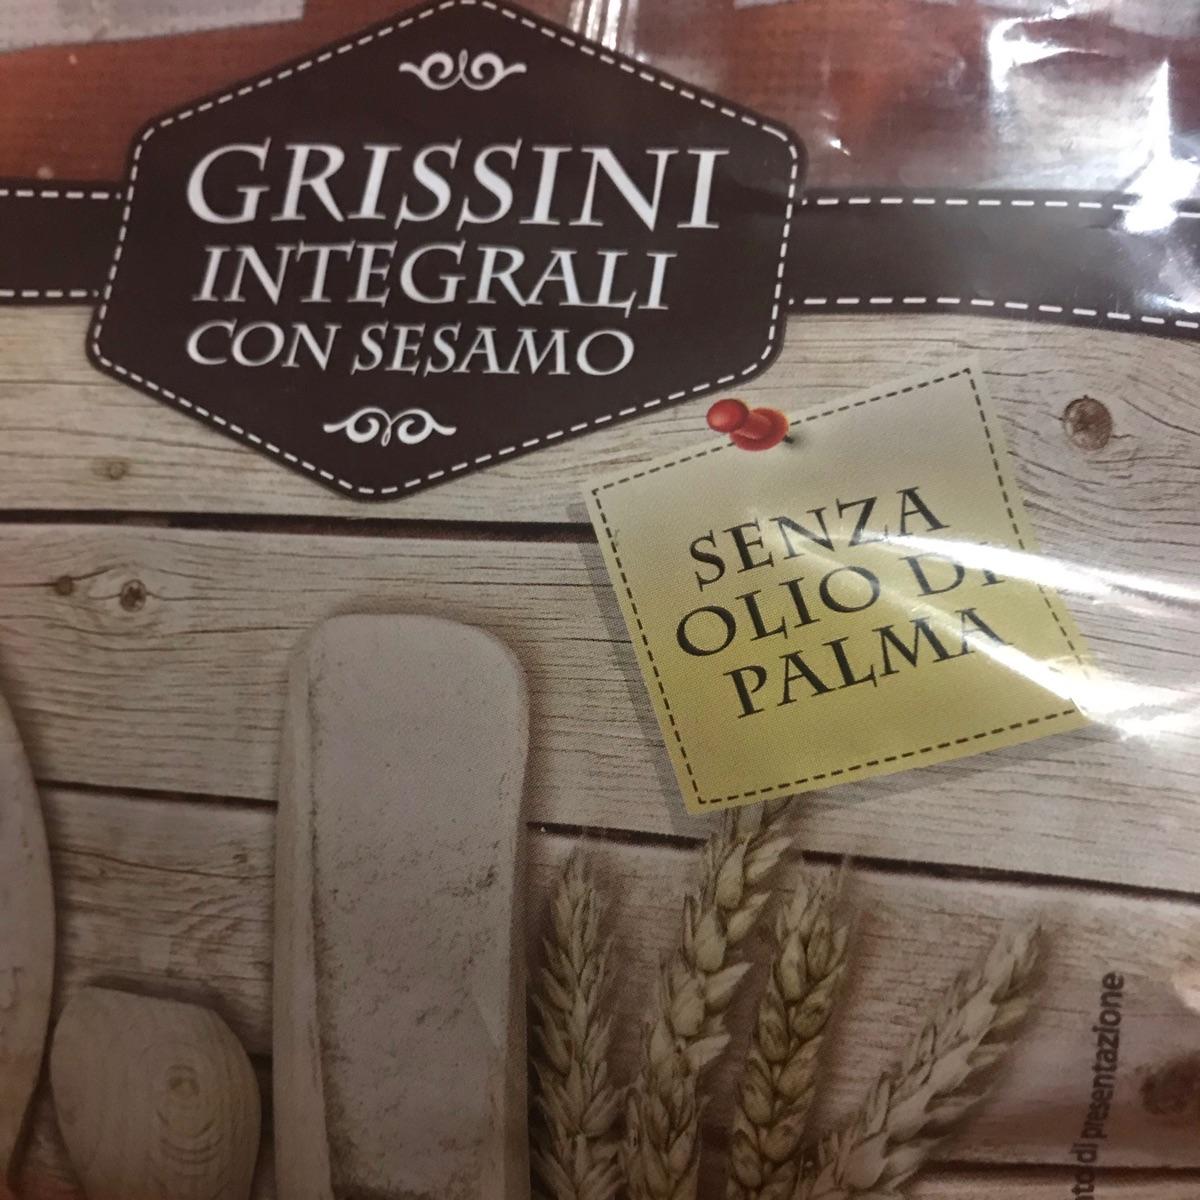 GRISSINI
INTEGRALI
CON SESAMO
SENZA
OLIO DI
PALMA
di presentazione